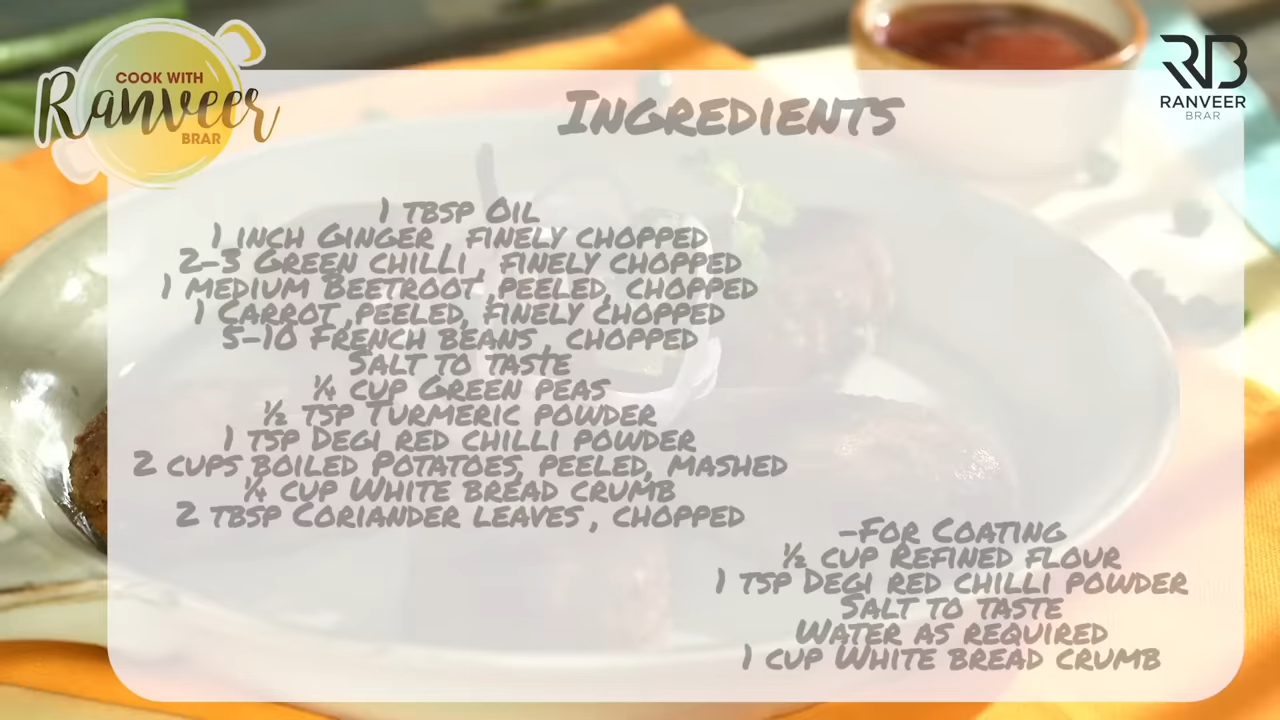 COOK WITH
Ranveer
BRAR
RB
RANVEER
BRAR
Ingredients
1 tbsp Oil
1 inch Ginger , finely chopped
2-3 Green chilli , finely chopped
1 medium Beetroot ,peeled, chopped
1 Carrot ,peeled, finely chopped
5-10 French beans , chopped
Salt to taste
¼ cup Green peas
½ tsp Turmeric powder
1 tsp Degi red chilli powder
2 cups boiled Potatoes, peeled, mashed
¼ cup White bread crumb
2 tbsp Coriander leaves , chopped
-For Coating
½ cup Refined flour
1 tsp Degi red chilli powder
Salt to taste
Water as required
1 cup White bread crumb